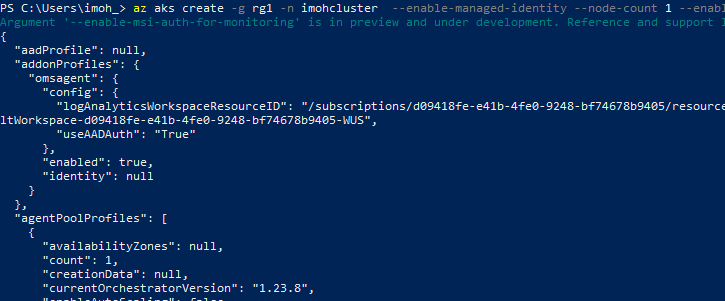 PS C:\Users\imoh_> az aks create -g rg1 -n imohcluster  --enable-managed-identity --node-count 1 --enabl
Argument '--enable-msi-auth-for-monitoring' is in preview and under development. Reference and support l
{
  "aadProfile": null,
  "addonProfiles": {
    "omsagent": {
      "config": {
        "logAnalyticsWorkspaceResourceID": "/subscriptions/d09418fe-e41b-4fe0-9248-bf74678b9405/resource
ltWorkspace-d09418fe-e41b-4fe0-9248-bf74678b9405-WUS",
        "useAADAuth": "True"
      },
      "enabled": true,
      "identity": null
    }
  },
  "agentPoolProfiles": [
    {
      "availabilityZones": null,
      "count": 1,
      "creationData": null,
      "currentOrchestratorVersion": "1.23.8",
      "enableAutoScaling": false,